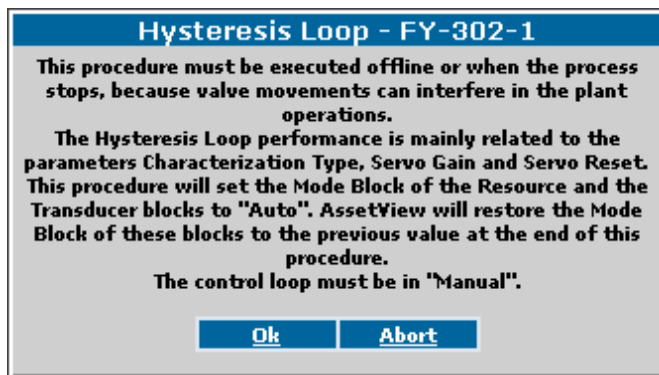 Hysteresis Loop - FY-302-1
This procedure must be executed offline or when the process
stops, because valve movements can interfere in the plant
operations.
The Hysteresis Loop performance is mainly related to the
parameters Characterization Type, Servo Gain and Servo Reset.
This procedure will set the Mode Block of the Resource and the
Transducer blocks to "Auto". AssetView will restore the Mode
Block of these blocks to the previous value at the end of this
procedure.
The control loop must be in "Manual".
Ok Abort